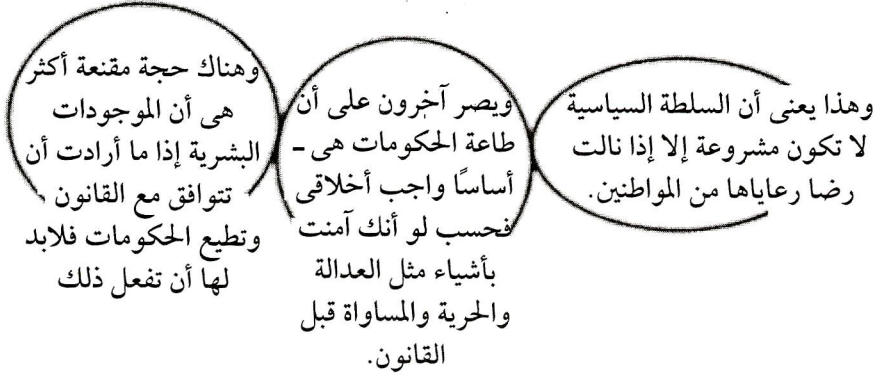 وهذا يعنى أن السلطة السياسية
لا تكون مشروعة إلا إذا نالت
رضا رعاياها من المواطنين.
ويصر آخرون على أن
طاعة الحكومات هى -
أساسًا واجب أخلاقى
فحسب لو أنك آمنت
بأشياء مثل العدالة
والحرية والمساواة قبل
القانون.
وهناك حجة مقنعة أكثر
هى أن الموجودات
البشرية إذا ما أرادت أن
تتوافق مع القانون
وتطيع الحكومات فلابد
لها أن تفعل ذلك